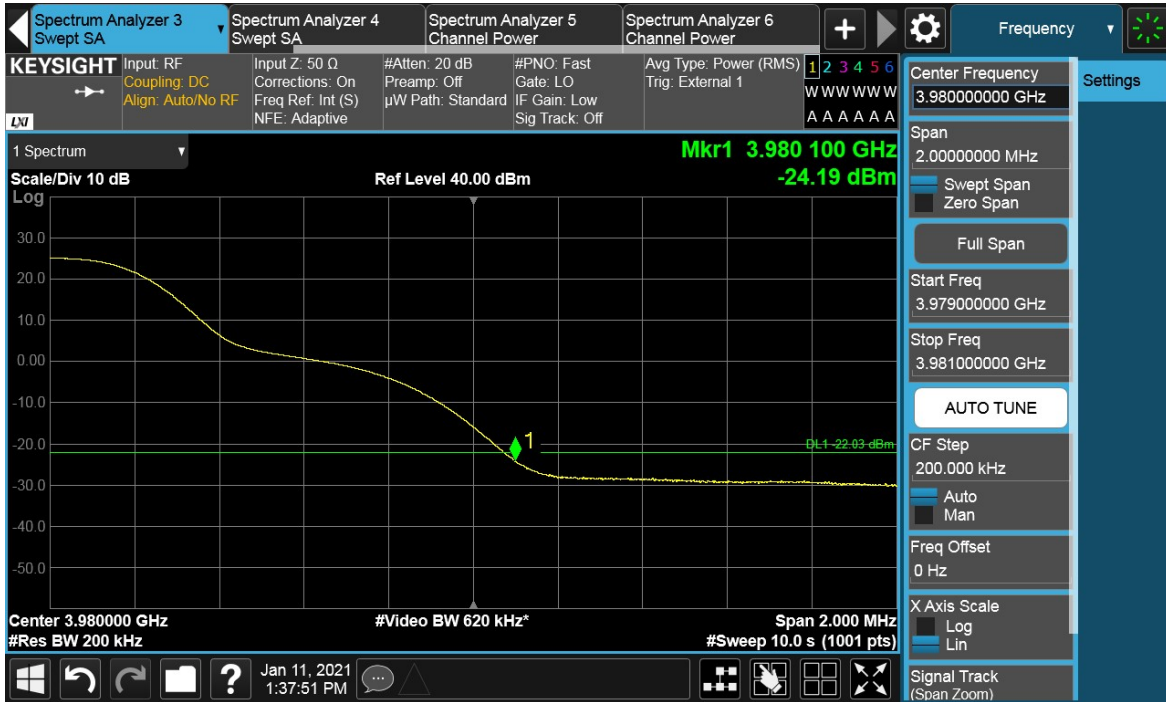 Spectrum Analyzer 3
Swept SA
Spectrum Analyzer 4
Swept SA
Spectrum Analyzer 5
Channel Power
Spectrum Analyzer 6
Channel Power
Frequency
KEYSIGHT
LXI
Input: RF
Coupling: DC
Align: Auto/No RF
Input Z: 50 Ω
Corrections: On
Freq Ref: Int (S)
NFE: Adaptive
#Atten: 20 dB
Preamp: Off
µW Path: Standard
#PNO: Fast
Gate: LO
IF Gain: Low
Sig Track: Off
Avg Type: Power (RMS)
Trig: External 1
1 2 3 4 5 6
W W W W W W
A A A A A A
1 Spectrum
Scale/Div 10 dB
Ref Level 40.00 dBm
Mkr1 3.980 100 GHz
-24.19 dBm
Log
30.0
20.0
10.0
0.00
-10.0
-20.0
-30.0
-40.0
-50.0
1
DL1 -22.03 dBm
Center 3.980000 GHz
#Res BW 200 kHz
#Video BW 620 kHz*
Span 2.000 MHz
#Sweep 10.0 s (1001 pts)
?
Jan 11, 2021
1:37:51 PM
Center Frequency
3.980000000 GHz
Span
2.00000000 MHz
Swept Span
Zero Span
Full Span
Start Freq
3.979000000 GHz
Stop Freq
3.981000000 GHz
AUTO TUNE
CF Step
200.000 kHz
Auto
Man
Freq Offset
0 Hz
X Axis Scale
Log
Lin
Signal Track
(Span Zoom)
Settings